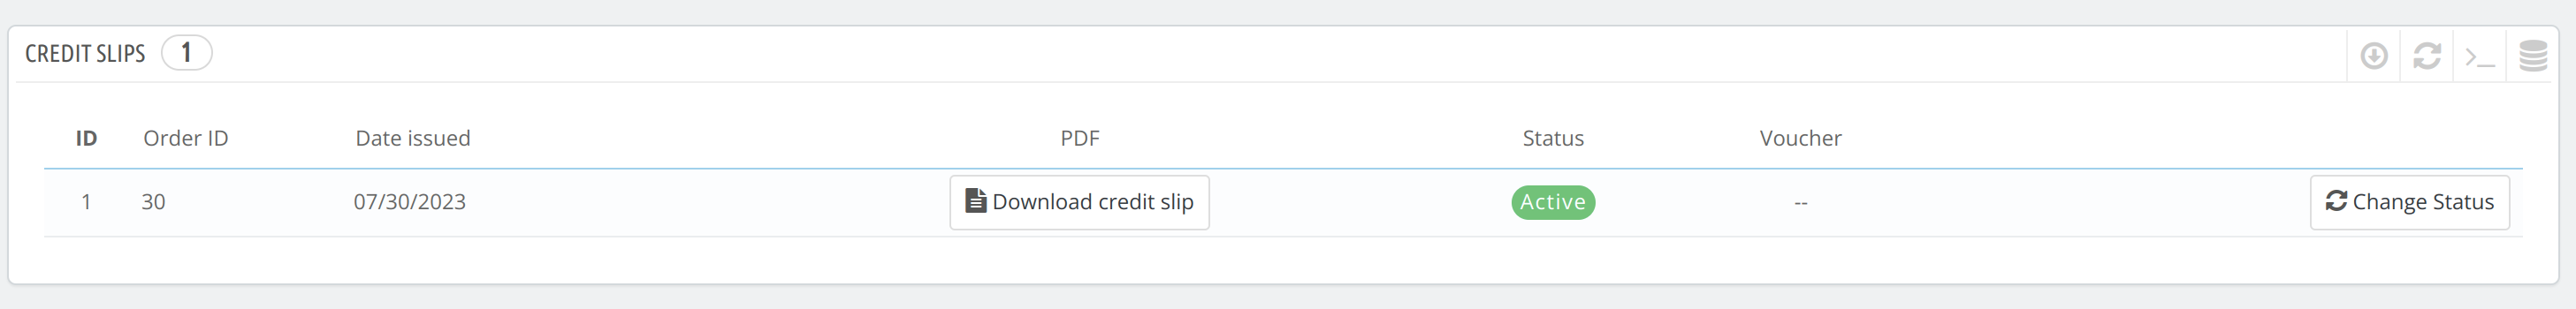 CREDIT SLIPS 1
ID Order ID Date issued PDF Status Voucher
1 30 07/30/2023 Download credit slip Active -- Change Status